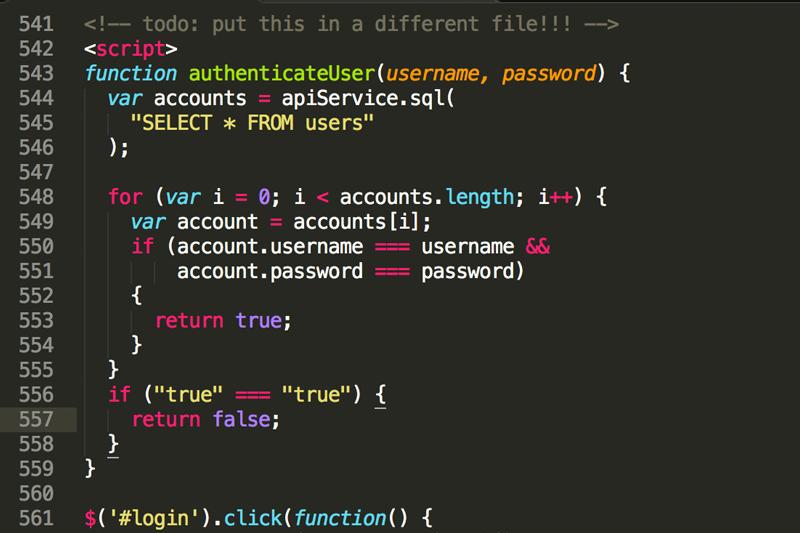 541 <!-- todo: put this in a different file!!! -->
542 <script>
543 function authenticateUser(username, password) {
544   var accounts = apiService.sql(
545     "SELECT * FROM users"
546   );
547
548   for (var i = 0; i < accounts.length; i++) {
549     var account = accounts[i];
550     if (account.username === username &&
551         account.password === password)
552     {
553       return true;
554     }
555   }
556   if ("true" === "true") {
557     return false;
558   }
559 }
560
561 $('#login').click(function() {